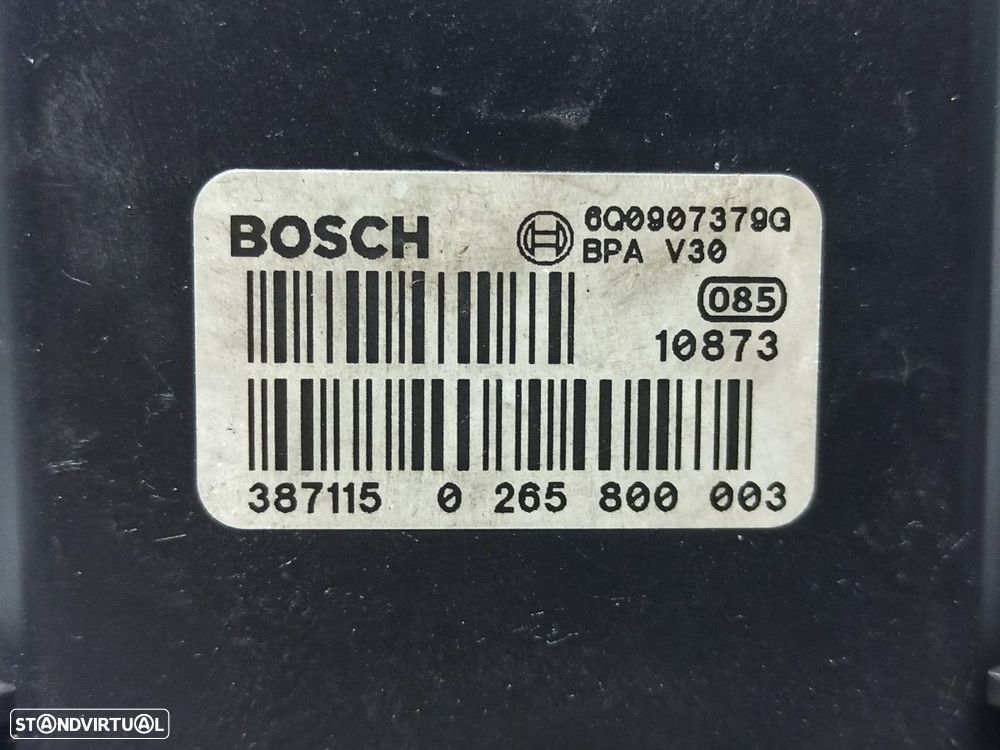 BOSCH 6Q0907379G
BPA V30
085
10873
387115 0 265 800 003
STANDVIRTUAL